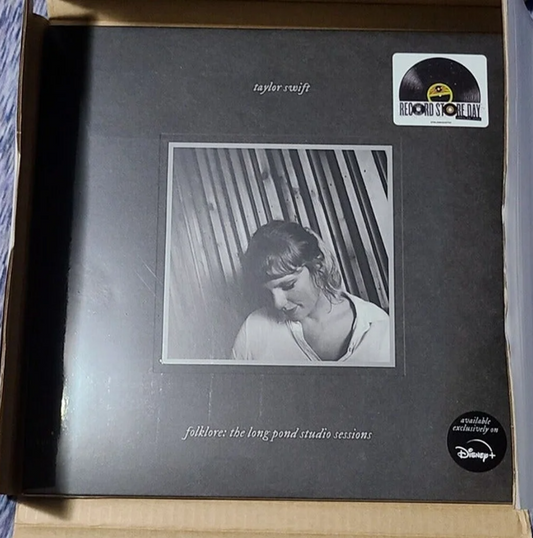 taylor swift
RECORD STORE DAY
folklore: the long pond studio sessions
available
exclusively on
Disney+